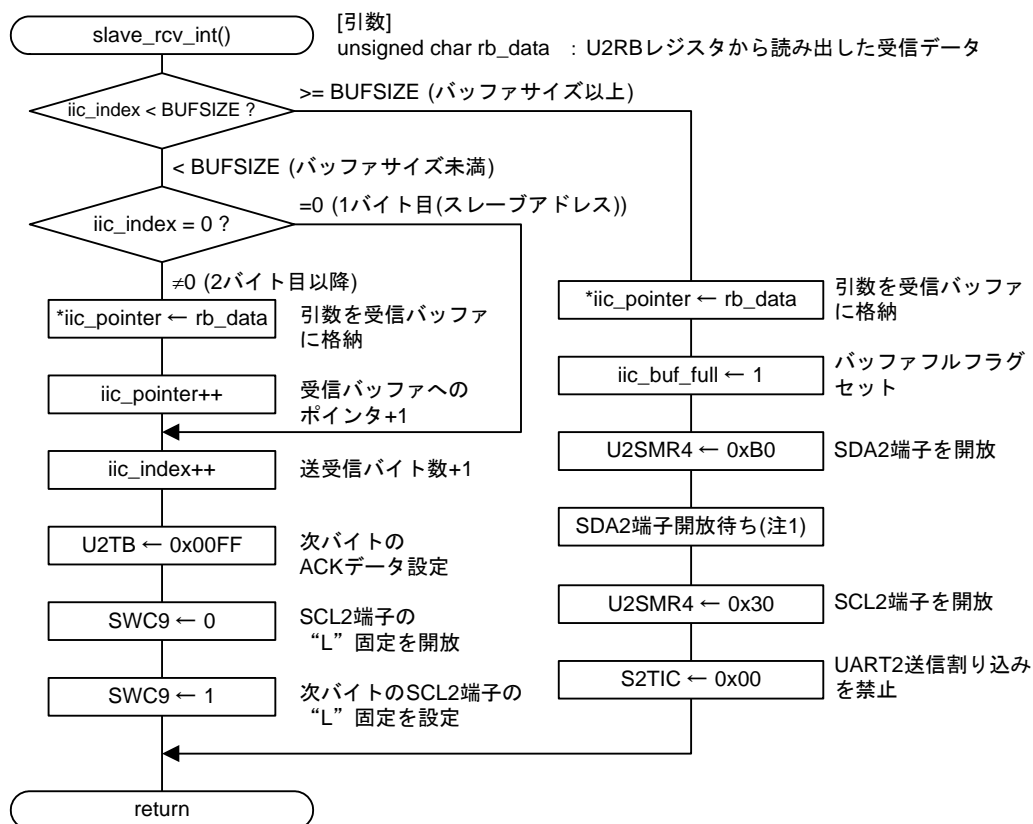 slave_rcv_int()
[引数]
unsigned char rb_data : U2RBレジスタから読み出した受信データ
iic_index < BUFSIZE ?
>= BUFSIZE (バッファサイズ以上)
< BUFSIZE (バッファサイズ未満)
iic_index = 0 ?
=0 (1バイト目(スレーブアドレス))
≠0 (2バイト目以降)
*iic_pointer ← rb_data
引数を受信バッファ
に格納
iic_pointer++
受信バッファへの
ポインタ+1
iic_index++
送受信バイト数+1
U2TB ← 0x00FF
次バイトの
ACKデータ設定
SWC9 ← 0
SCL2端子の
“L”固定を開放
SWC9 ← 1
次バイトのSCL2端子の
“L”固定を設定
*iic_pointer ← rb_data
引数を受信バッファ
に格納
iic_buf_full ← 1
バッファフルフラグ
セット
U2SMR4 ← 0xB0
SDA2端子を開放
SDA2端子開放待ち(注1)
U2SMR4 ← 0x30
SCL2端子を開放
S2TIC ← 0x00
UART2送信割り込み
を禁止
return